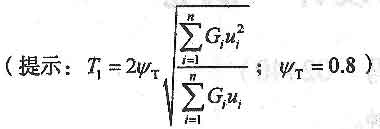 (提示: T₁ = 2ψ_T √( ∑_{i=1}^{n} G_i u_i² / ∑_{i=1}^{n} G_i u_i ) ; ψ_T = 0.8 )